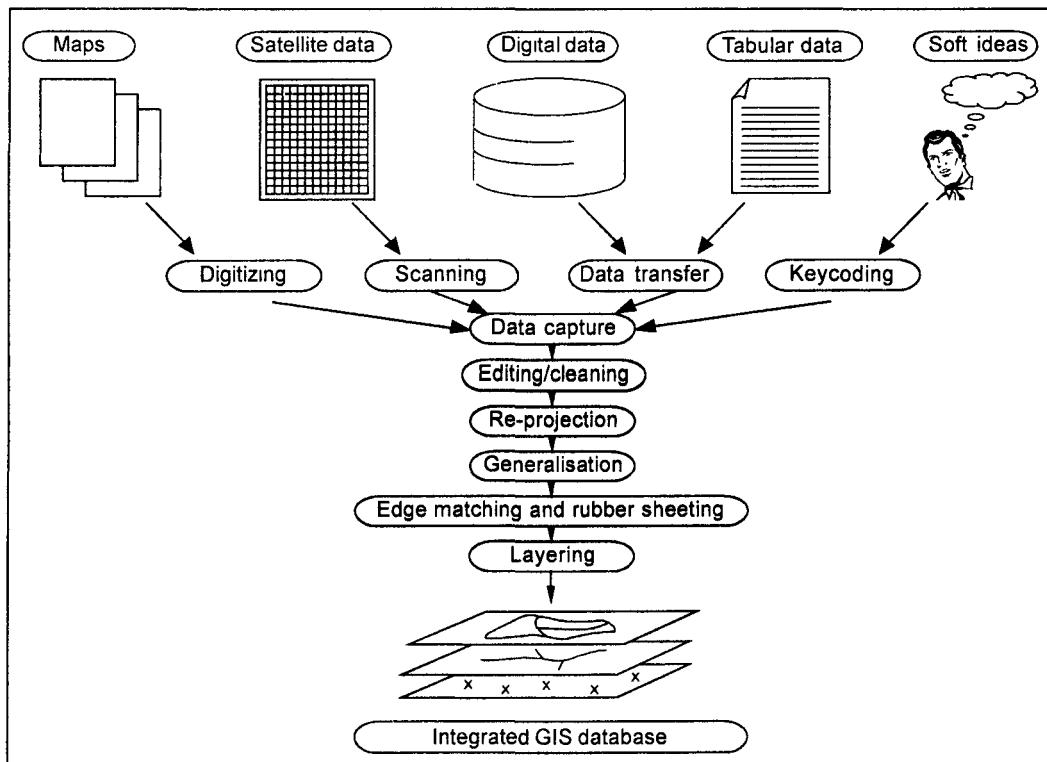 Maps
Satellite data
Digital data
Tabular data
Soft ideas
Digitizing
Scanning
Data transfer
Keycoding
Data capture
Editing/cleaning
Re-projection
Generalisation
Edge matching and rubber sheeting
Layering
x x x x x
Integrated GIS database